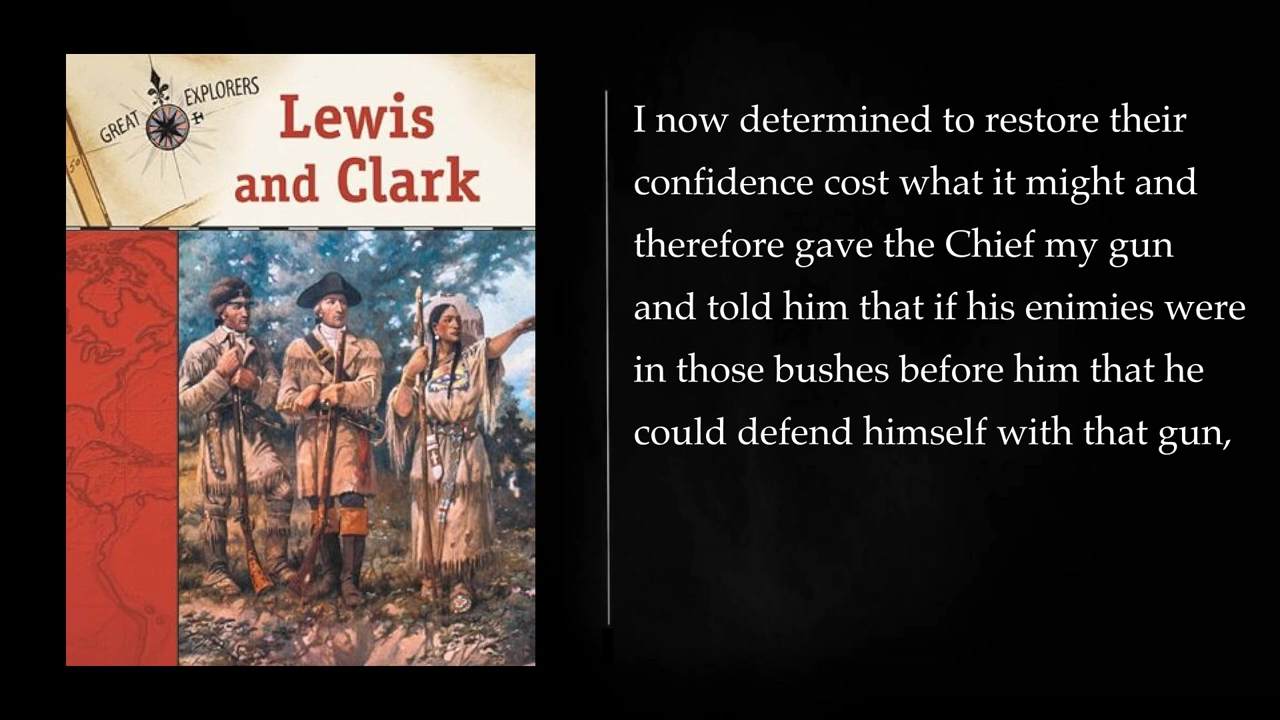 GREAT EXPLORERS
Lewis
and Clark
I now determined to restore their
confidence cost what it might and
therefore gave the Chief my gun
and told him that if his enimies were
in those bushes before him that he
could defend himself with that gun,